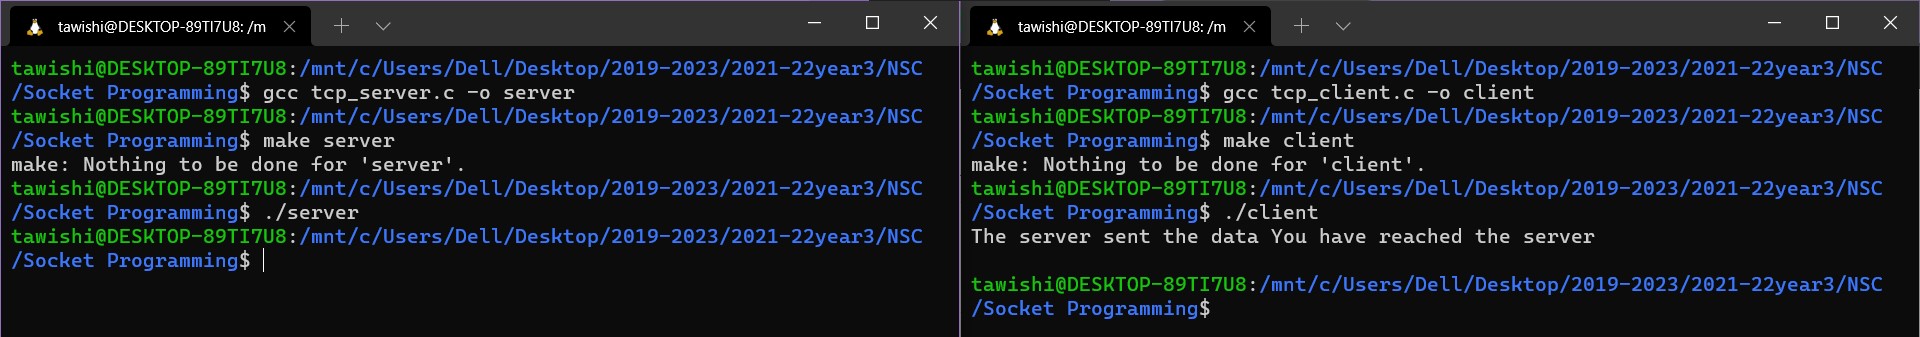 tawishi@DESKTOP-89TI7U8: /m
tawishi@DESKTOP-89TI7U8:/mnt/c/Users/Dell/Desktop/2019-2023/2021-22year3/NSC
/Socket Programming$ gcc tcp_server.c -o server
tawishi@DESKTOP-89TI7U8:/mnt/c/Users/Dell/Desktop/2019-2023/2021-22year3/NSC
/Socket Programming$ make server
make: Nothing to be done for 'server'.
tawishi@DESKTOP-89TI7U8:/mnt/c/Users/Dell/Desktop/2019-2023/2021-22year3/NSC
/Socket Programming$ ./server
tawishi@DESKTOP-89TI7U8:/mnt/c/Users/Dell/Desktop/2019-2023/2021-22year3/NSC
/Socket Programming$
tawishi@DESKTOP-89TI7U8: /m
tawishi@DESKTOP-89TI7U8:/mnt/c/Users/Dell/Desktop/2019-2023/2021-22year3/NSC
/Socket Programming$ gcc tcp_client.c -o client
tawishi@DESKTOP-89TI7U8:/mnt/c/Users/Dell/Desktop/2019-2023/2021-22year3/NSC
/Socket Programming$ make client
make: Nothing to be done for 'client'.
tawishi@DESKTOP-89TI7U8:/mnt/c/Users/Dell/Desktop/2019-2023/2021-22year3/NSC
/Socket Programming$ ./client
The server sent the data You have reached the server
tawishi@DESKTOP-89TI7U8:/mnt/c/Users/Dell/Desktop/2019-2023/2021-22year3/NSC
/Socket Programming$